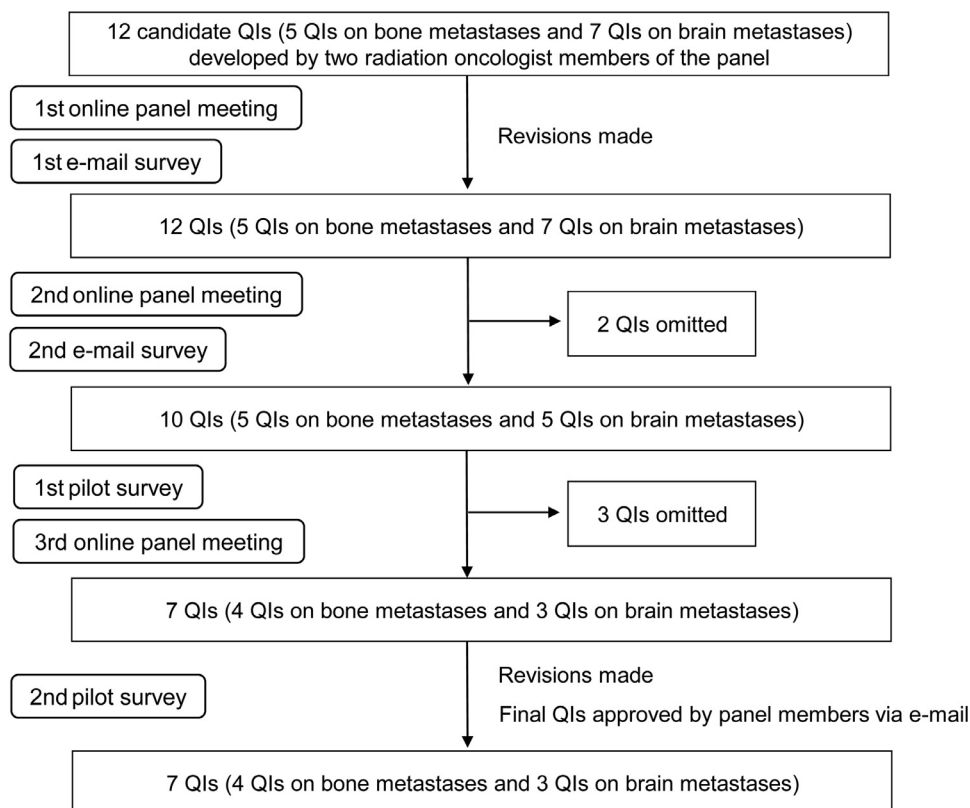 12 candidate QIs (5 QIs on bone metastases and 7 QIs on brain metastases)
developed by two radiation oncologist members of the panel
1st online panel meeting
Revisions made
1st e-mail survey
12 QIs (5 QIs on bone metastases and 7 QIs on brain metastases)
2nd online panel meeting
2 QIs omitted
2nd e-mail survey
10 QIs (5 QIs on bone metastases and 5 QIs on brain metastases)
1st pilot survey
3 QIs omitted
3rd online panel meeting
7 QIs (4 QIs on bone metastases and 3 QIs on brain metastases)
Revisions made
2nd pilot survey
Final QIs approved by panel members via e-mail
7 QIs (4 QIs on bone metastases and 3 QIs on brain metastases)